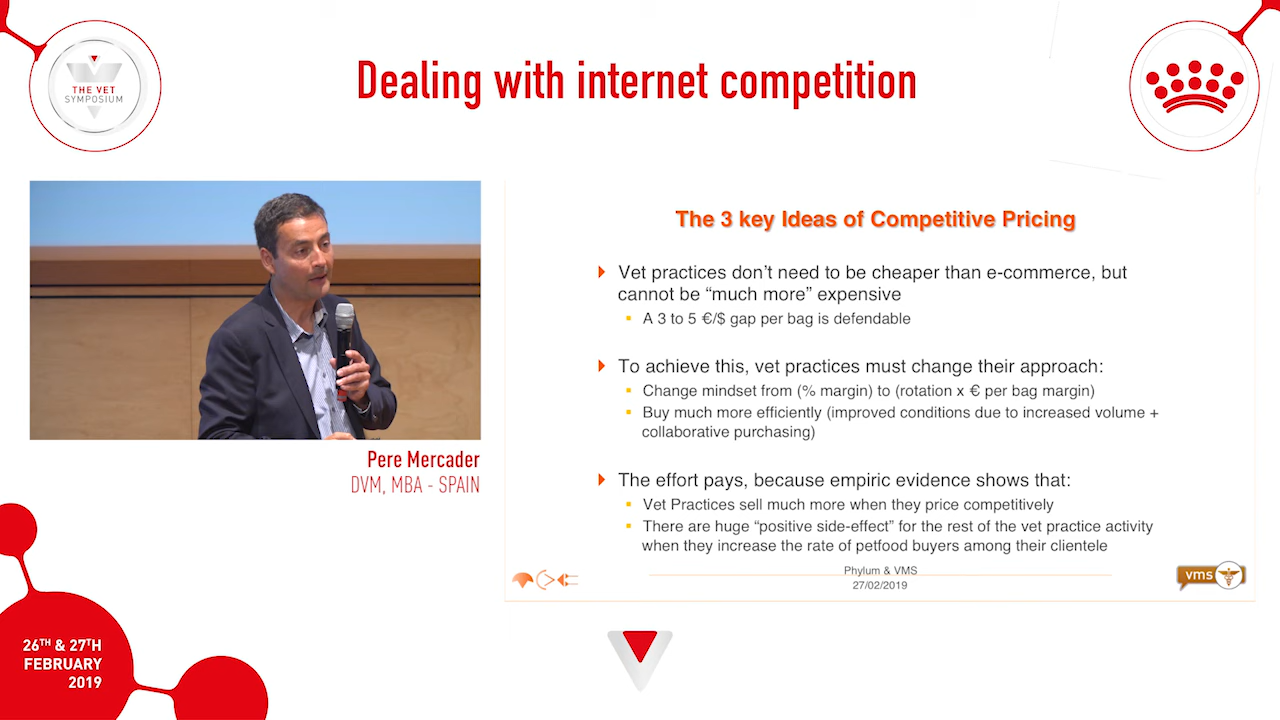 Dealing with internet competition
THE VET
SYMPOSIUM
The 3 key Ideas of Competitive Pricing
Vet practices don’t need to be cheaper than e-commerce, but
cannot be “much more” expensive
A 3 to 5 €/$ gap per bag is defendable
To achieve this, vet practices must change their approach:
Change mindset from (% margin) to (rotation x € per bag margin)
Buy much more efficiently (improved conditions due to increased volume +
collaborative purchasing)
The effort pays, because empiric evidence shows that:
Vet Practices sell much more when they price competitively
There are huge “positive side-effect” for the rest of the vet practice activity
when they increase the rate of petfood buyers among their clientele
Phylum & VMS
27/02/2019
vms
Pere Mercader
DVM, MBA - SPAIN
26TH & 27TH
FEBRUARY
2019